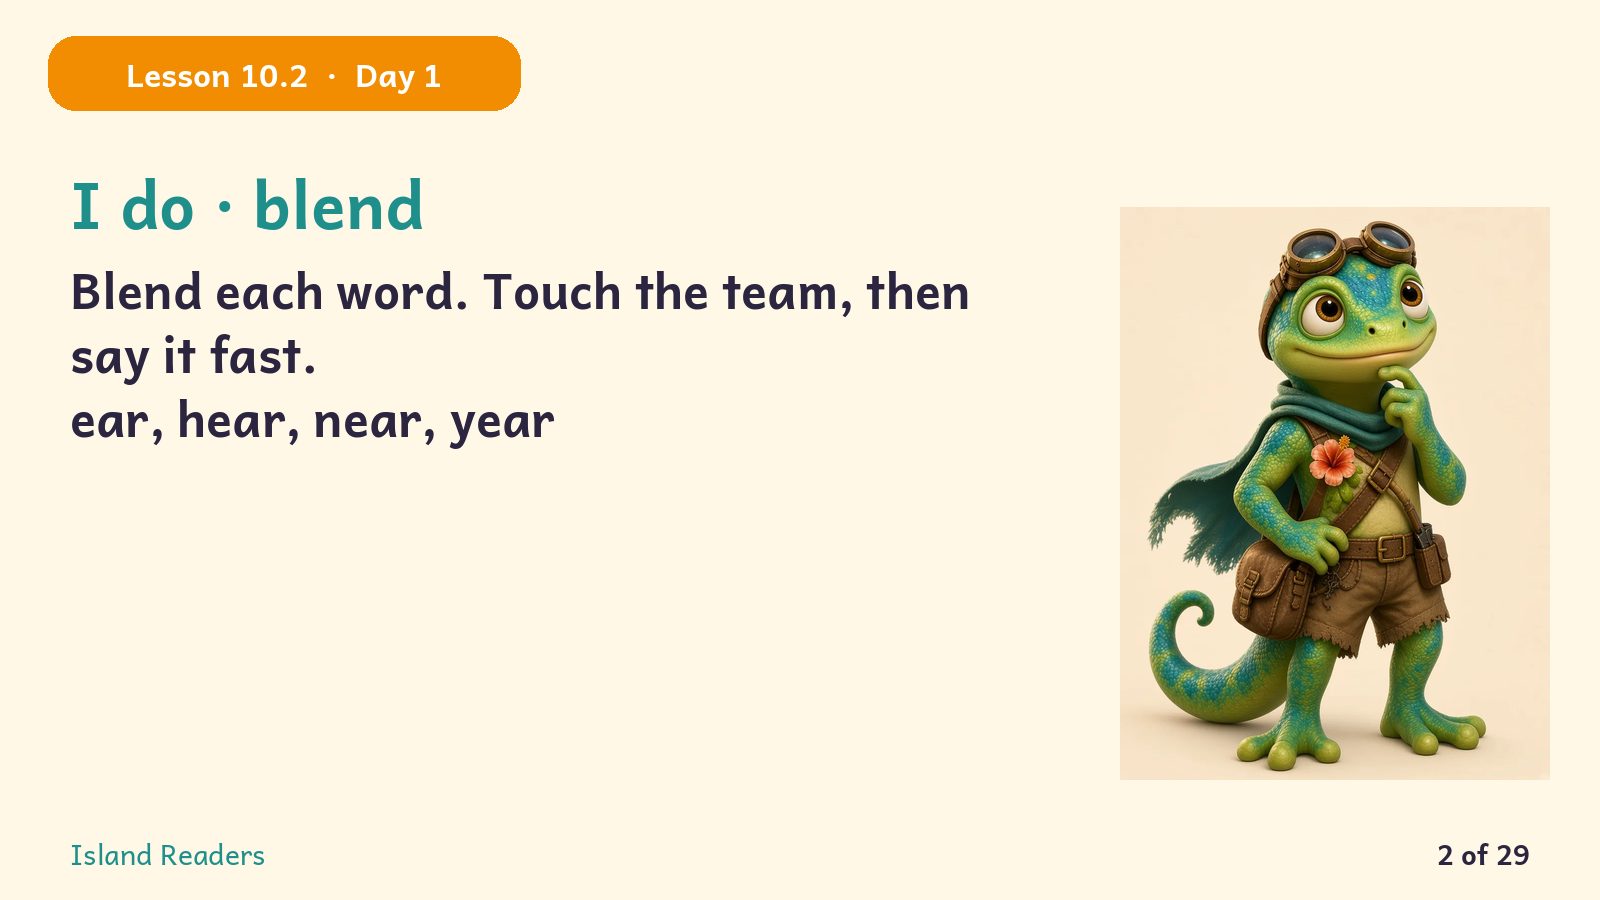 Lesson 10.2 · Day 1
I do · blend
Blend each word. Touch the team, then
say it fast.
ear, hear, near, year
Island Readers
2 of 29